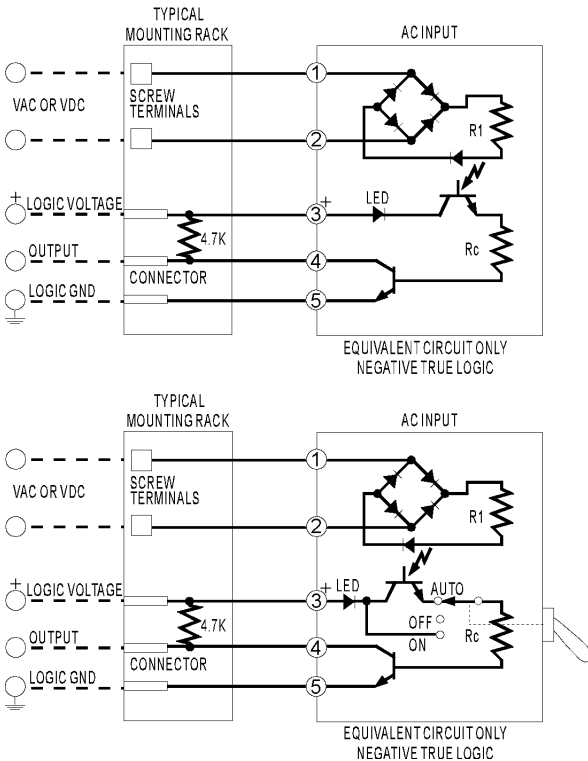 TYPICAL
MOUNTING RACK
AC INPUT
1
SCREW
TERMINALS
VAC OR VDC
R1
2
+
LOGIC VOLTAGE
3
+
LED
4.7K
Rc
OUTPUT
4
CONNECTOR
LOGIC GND
5
EQUIVALENT CIRCUIT ONLY
NEGATIVE TRUE LOGIC
TYPICAL
MOUNTING RACK
AC INPUT
1
SCREW
TERMINALS
VAC OR VDC
R1
2
+
LOGIC VOLTAGE
3
+
LED
AUTO
4.7K
OFF
Rc
OUTPUT
4
ON
CONNECTOR
LOGIC GND
5
EQUIVALENT CIRCUIT ONLY
NEGATIVE TRUE LOGIC